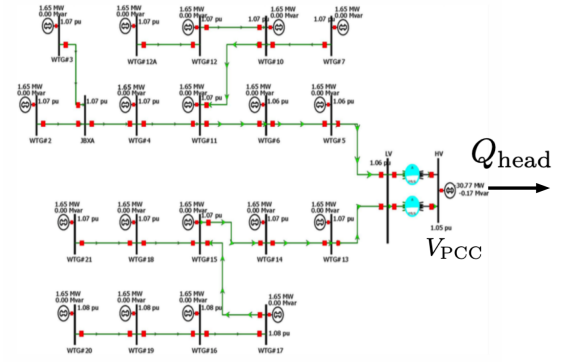 1.65 MW
0.00 Mvar
1.07 pu
WTG#3
1.65 MW
0.00 Mvar
1.07 pu
WTG#12A
1.65 MW
0.00 Mvar
1.07 pu
WTG#12
1.65 MW
0.00 Mvar
1.07 pu
WTG#10
1.65 MW
0.00 Mvar
1.07 pu
WTG#7
1.65 MW
0.00 Mvar
1.07 pu
WTG#2
1.07 pu
JBXA
1.65 MW
0.00 Mvar
1.07 pu
WTG#4
1.65 MW
0.00 Mvar
1.07 pu
WTG#11
1.65 MW
0.00 Mvar
1.06 pu
WTG#6
1.65 MW
0.00 Mvar
1.06 pu
WTG#5
LV
HV
1.06 pu
30.77 MW
-0.17 Mvar
1.05 pu
Qhead
VPCC
1.65 MW
0.00 Mvar
1.07 pu
WTG#21
1.65 MW
0.00 Mvar
1.07 pu
WTG#18
1.65 MW
0.00 Mvar
1.07 pu
WTG#15
1.65 MW
0.00 Mvar
1.07 pu
WTG#14
1.65 MW
0.00 Mvar
1.07 pu
WTG#13
1.65 MW
0.00 Mvar
1.08 pu
WTG#20
1.65 MW
0.00 Mvar
1.08 pu
WTG#19
1.65 MW
0.00 Mvar
1.08 pu
WTG#16
1.65 MW
0.00 Mvar
1.08 pu
WTG#17